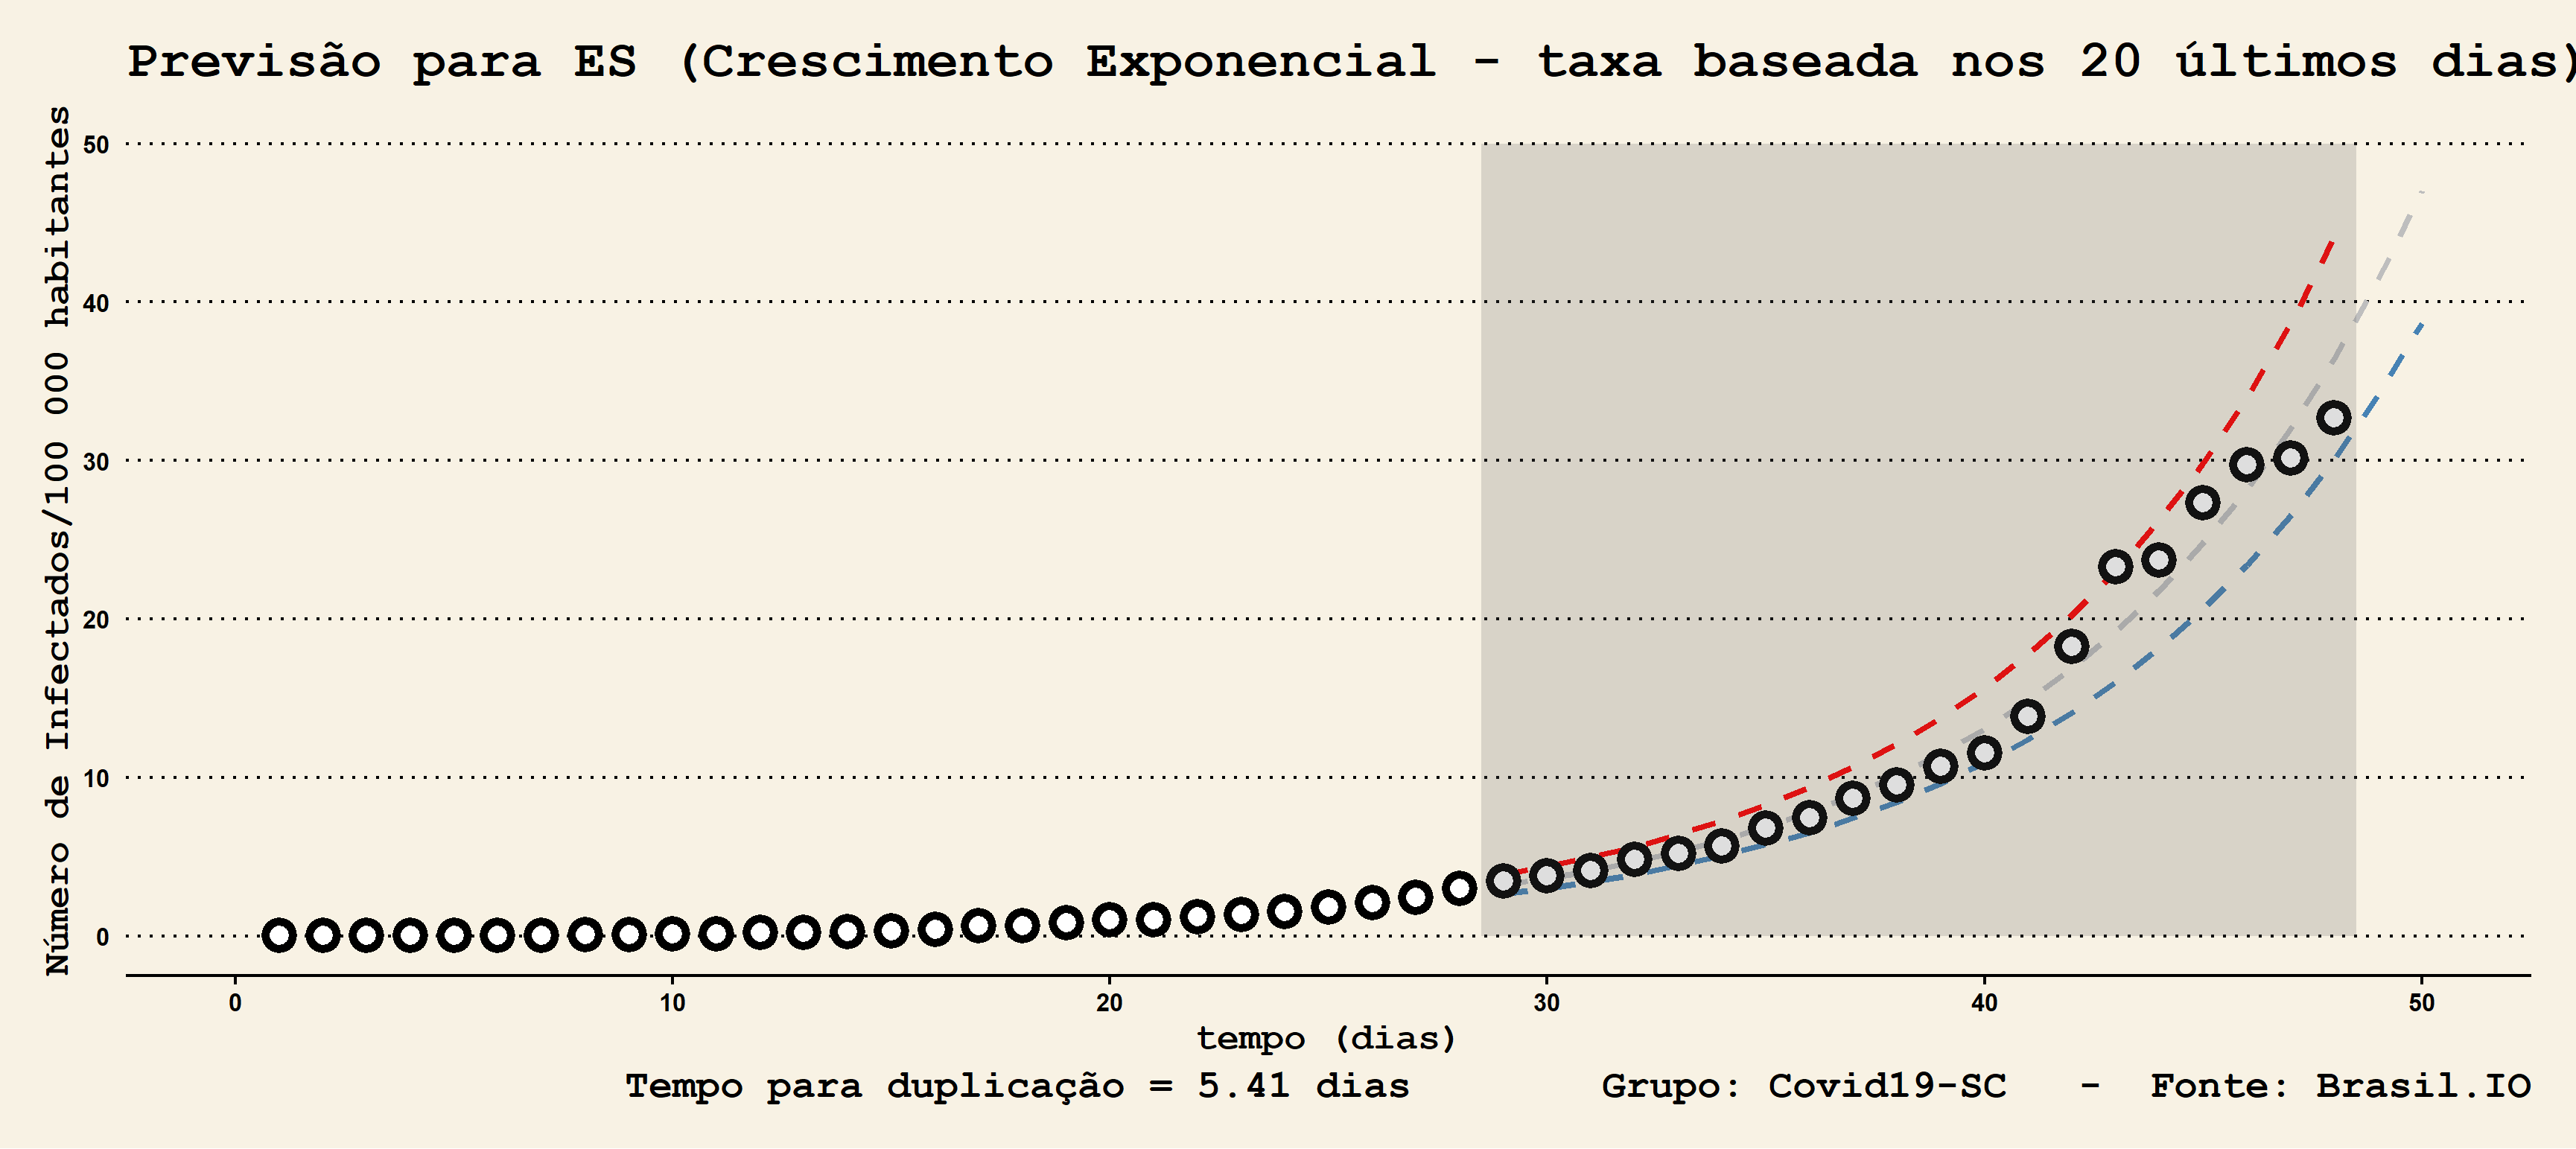 Previsão para ES (Crescimento Exponencial - taxa baseada nos 20 últimos dias)
Número de Infectados/100 000 habitantes
50
40
30
20
10
0
0 10 20 30 40 50
tempo (dias)
Tempo para duplicação = 5.41 dias Grupo: Covid19-SC - Fonte: Brasil.IO